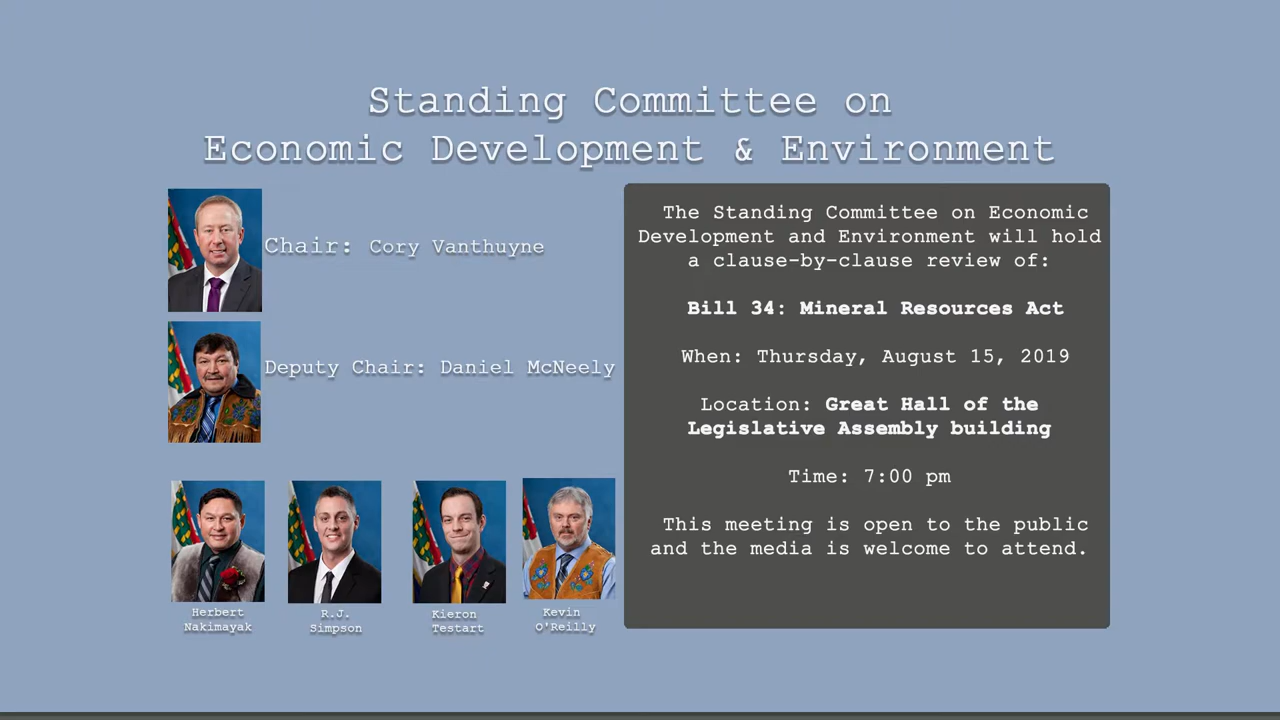 Standing Committee on
Economic Development & Environment
Chair: Cory Vanthuyne
Deputy Chair: Daniel McNeely
Herbert
Nakimayak
R.J.
Simpson
Kieron
Testart
Kevin
O'Reilly
The Standing Committee on Economic
Development and Environment will hold
a clause-by-clause review of:
Bill 34: Mineral Resources Act
When: Thursday, August 15, 2019
Location: Great Hall of the
Legislative Assembly building
Time: 7:00 pm
This meeting is open to the public
and the media is welcome to attend.